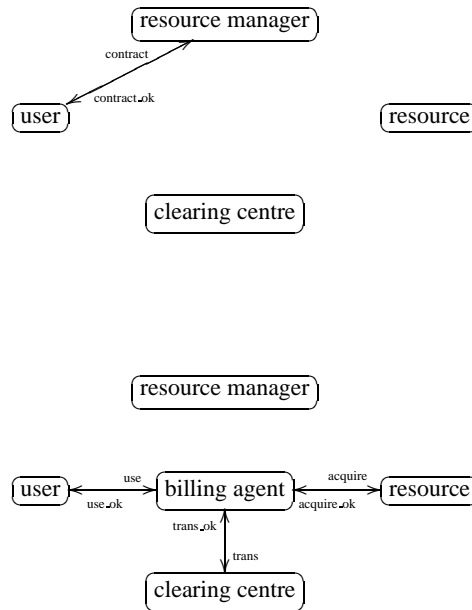 resource manager
contract
contract_ok
user
resource
clearing centre
resource manager
use
acquire
user
billing agent
resource
use_ok
acquire_ok
trans_ok
trans
clearing centre